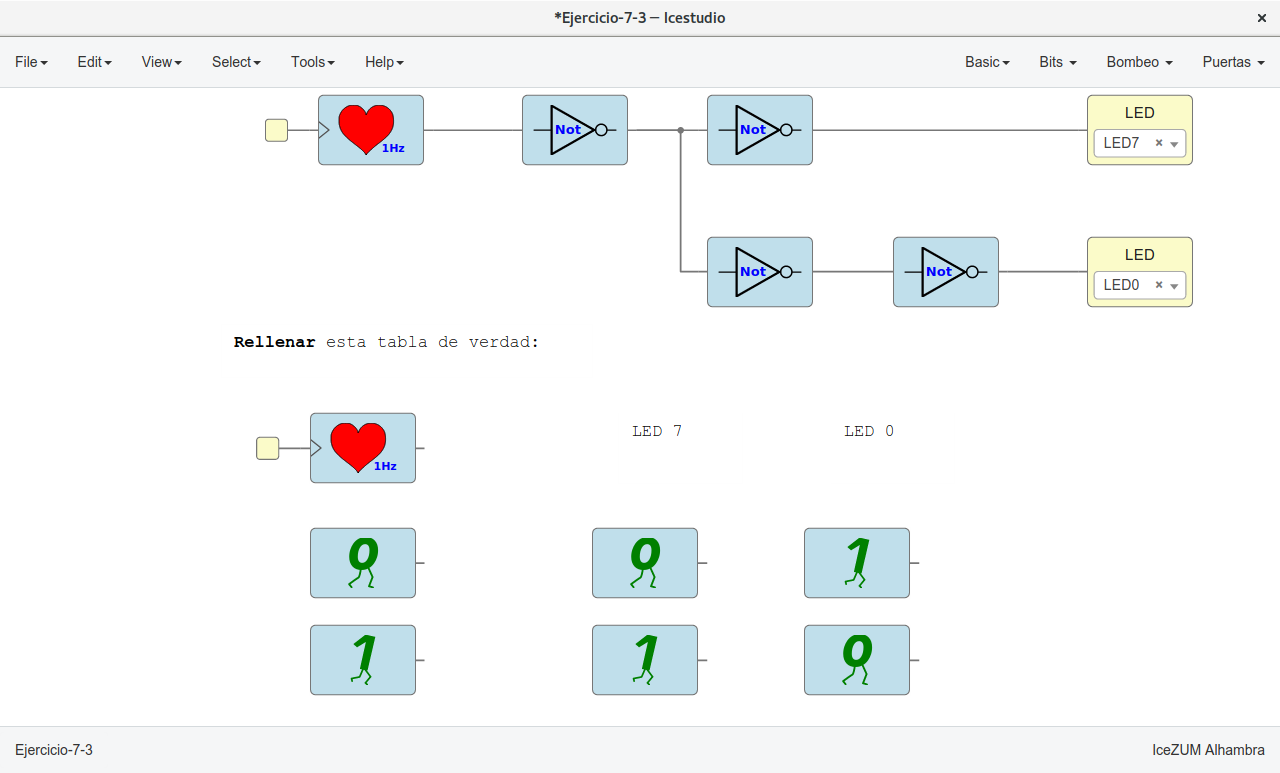 *Ejercicio-7-3 — Icestudio ×
File Edit View Select Tools Help Basic Bits Bombeo Puertas
1Hz Not Not LED
LED7 ×
Not Not LED
LED0 ×
Rellenar esta tabla de verdad:
1Hz LED 7 LED 0
0 0 1
1 1 0
Ejercicio-7-3 IceZUM Alhambra